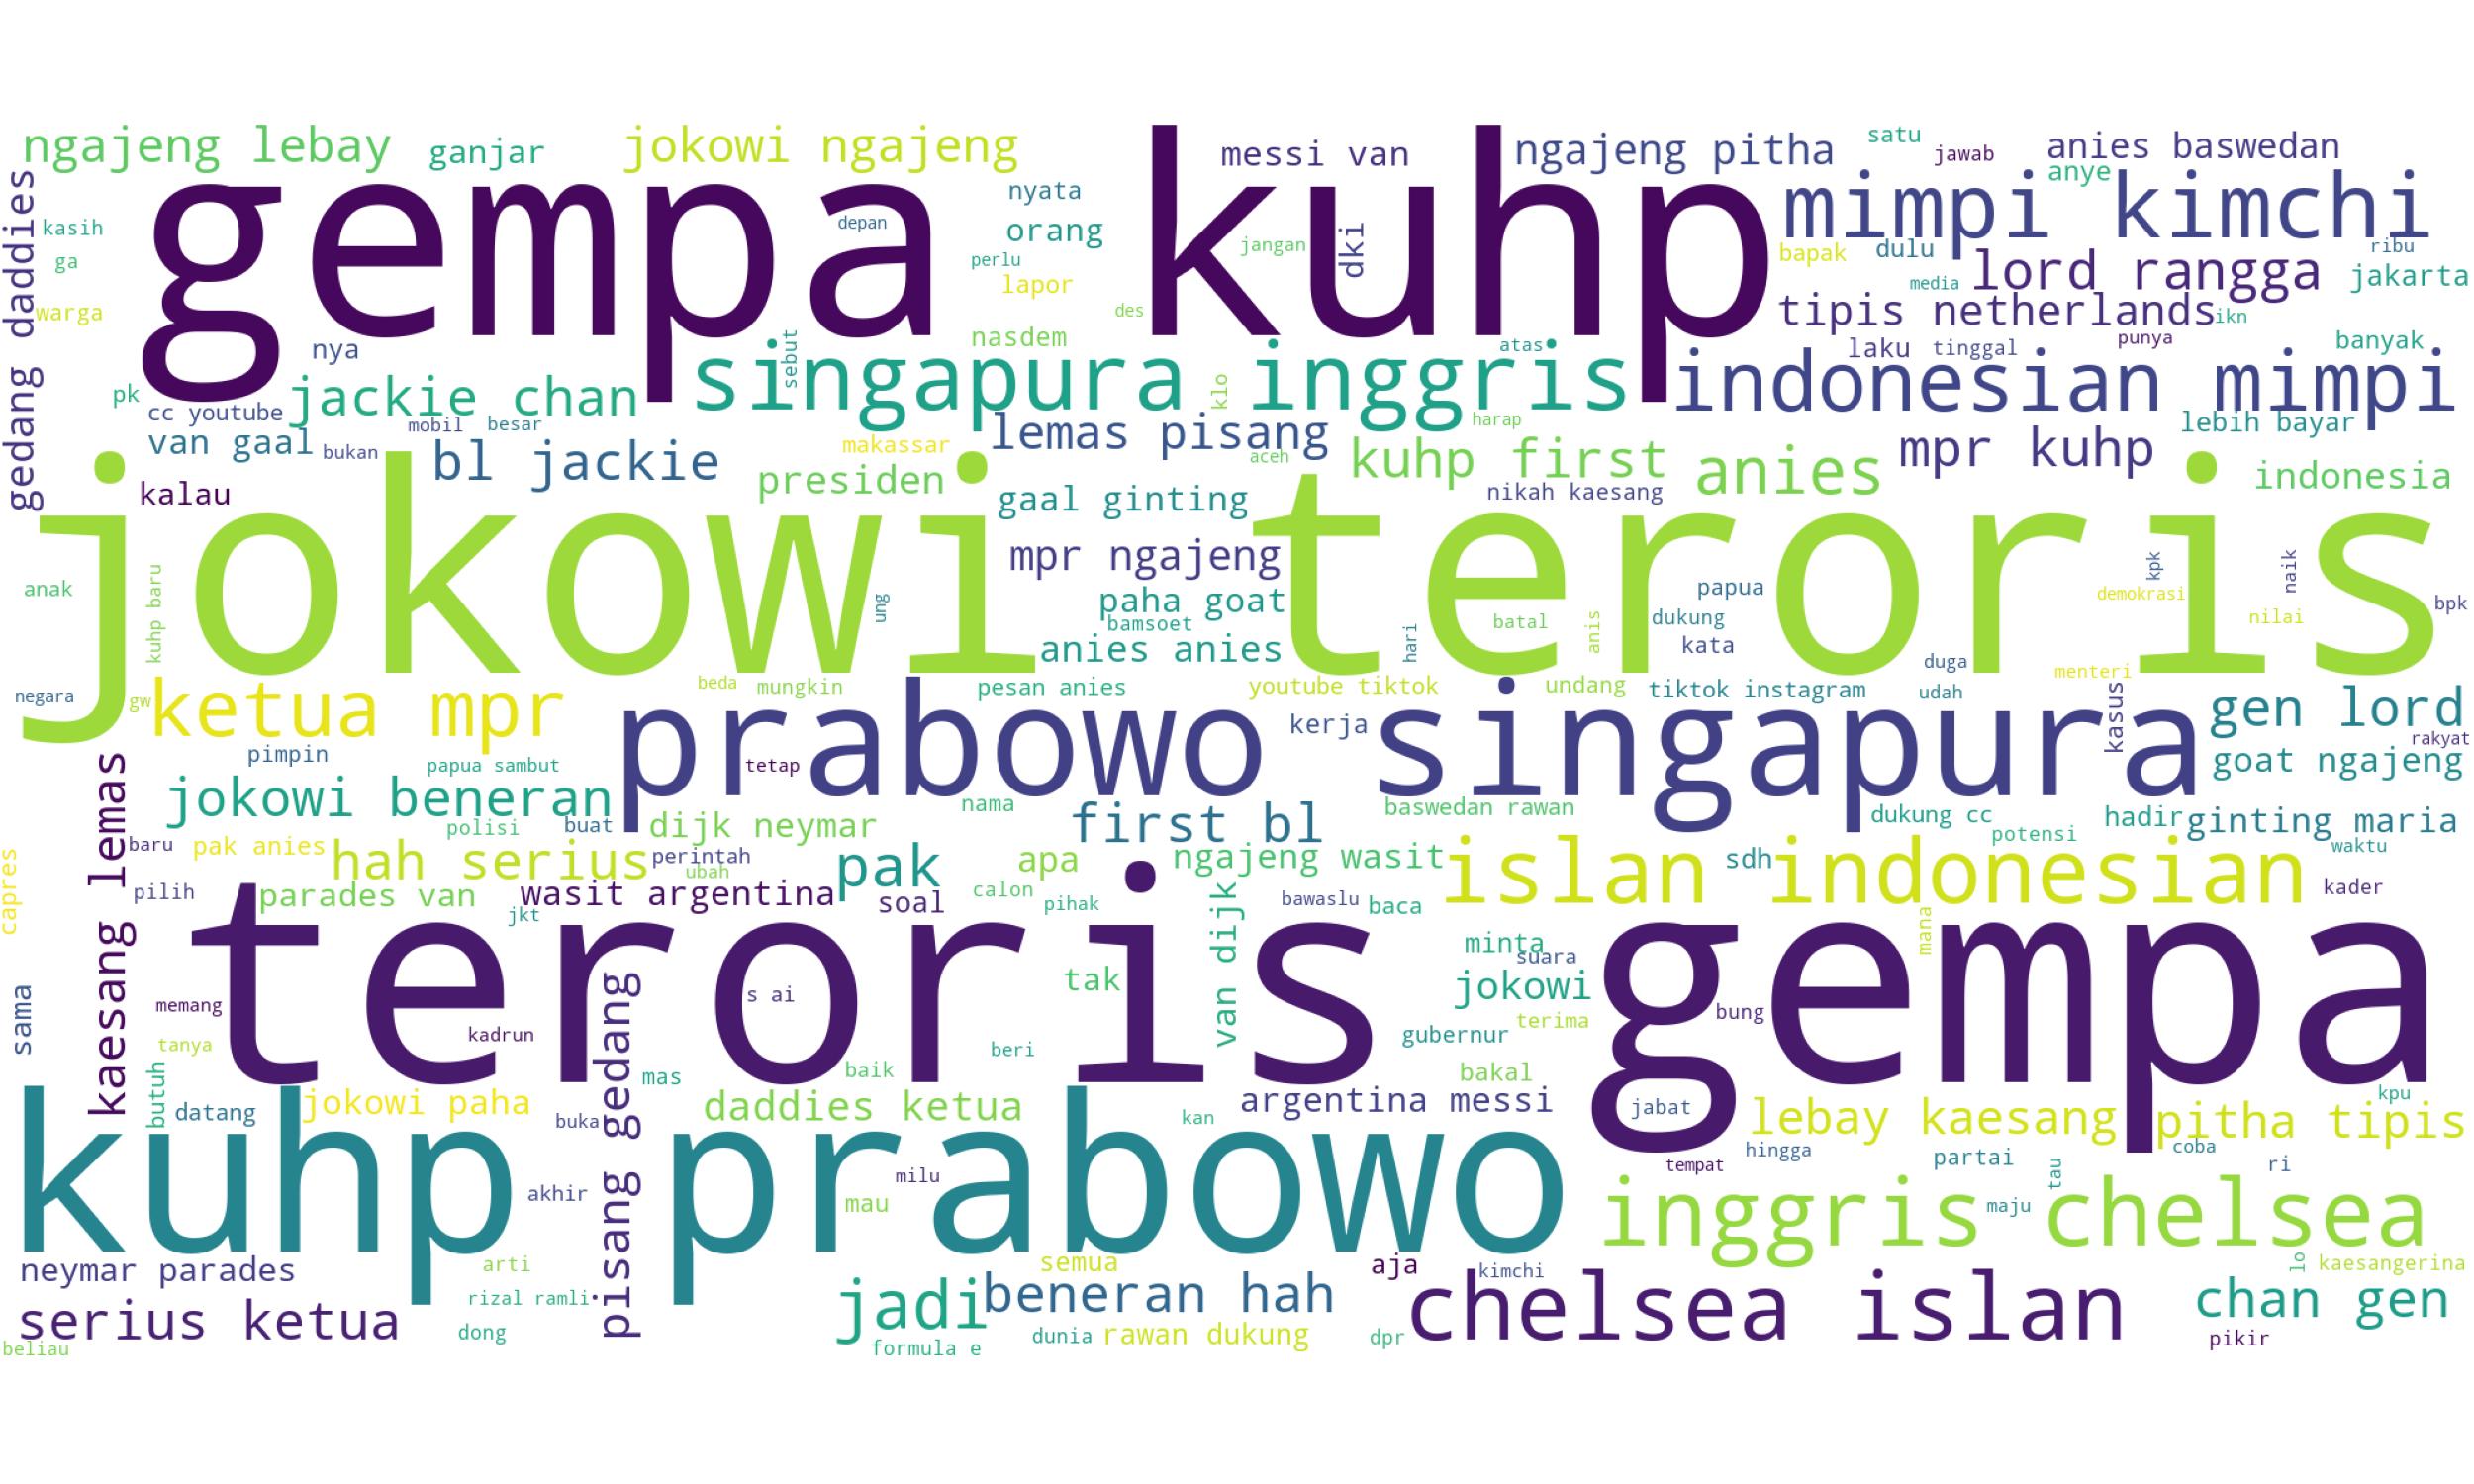 ngajeng lebay
ganjar
jokowi ngajeng
messi van
ngajeng pitha
satu
jawab
anies baswedan
anye
gedang daddies
kasih
ga
warga
gempa kuhp
depan
nyata
orang
perlu
lapor
jangan
dki
des
nasdem
mimpi kimchi
bapak
dulu
ribu
media
lord rangga
jakarta
tipis netherlands
ikn
punya
banyak
nya
pk
jackie chan
sebut
singapura inggris
atas
klo
harap
laku
tinggal
indonesian mimpi
cc youtube
mobil
besar
van gaal
bukan
bl jackie
makassar
lemas pisang
aceh
kuhp first
anies
mpr kuhp
lebih bayar
kalau
presiden
gaal ginting
nikah kaesang
indonesia
jokowi teroris
mpr ngajeng
anak
kuhp baru
ung
paha goat
bamsoet
anies anies
hari
batal
anis
papua
dukung
kata
kpk
demokrasi
naik
nilai
bpk
duga
menteri
negara
gw
ketua mpr
beda
mungkin
pesan anies
youtube tiktok
undang
tiktok instagram
udah
kasus
gen lord
rakyat
prabowo singapura
kerja
tetap
pimpin
papua sambut
goat ngajeng
jokowi beneran
nama
first bl
baswedan rawan
dukung cc
potensi
hadir
ginting maria
waktu
kaesang lemas
polisi
buat
dijk neymar
baru
pak anies
hah serius
perintah
ubah
pak
apa
ngajeng wasit
islan indonesian
sdh
kader
capres
pilih
parades van
wasit argentina
soal
calon
pihak
jkt
van dijk
bawaslu
baca
mana
teroris gempa
minta
suara
tak
jokowi
s ai
sama
memang
kadrun
pisang gedang
bung
terima
gubernur
tanya
beri
butuh
mas
baik
bakal
datang
jokowi paha
buka
daddies ketua
kan
argentina messi
jabat
lebay kaesang
kpu
pitha tipis
coba
kuhp prabowo
hingga
tempat
partai
tau
ri
milu
akhir
mau
inggris chelsea
maju
neymar parades
arti
semua
aja
kimchi
lo
kaesangerina
serius ketua
rizal ramli
dong
jadi
beneran hah
chelsea islan
chan gen
beliau
formula e
dunia
rawan dukung
dpr
pikir